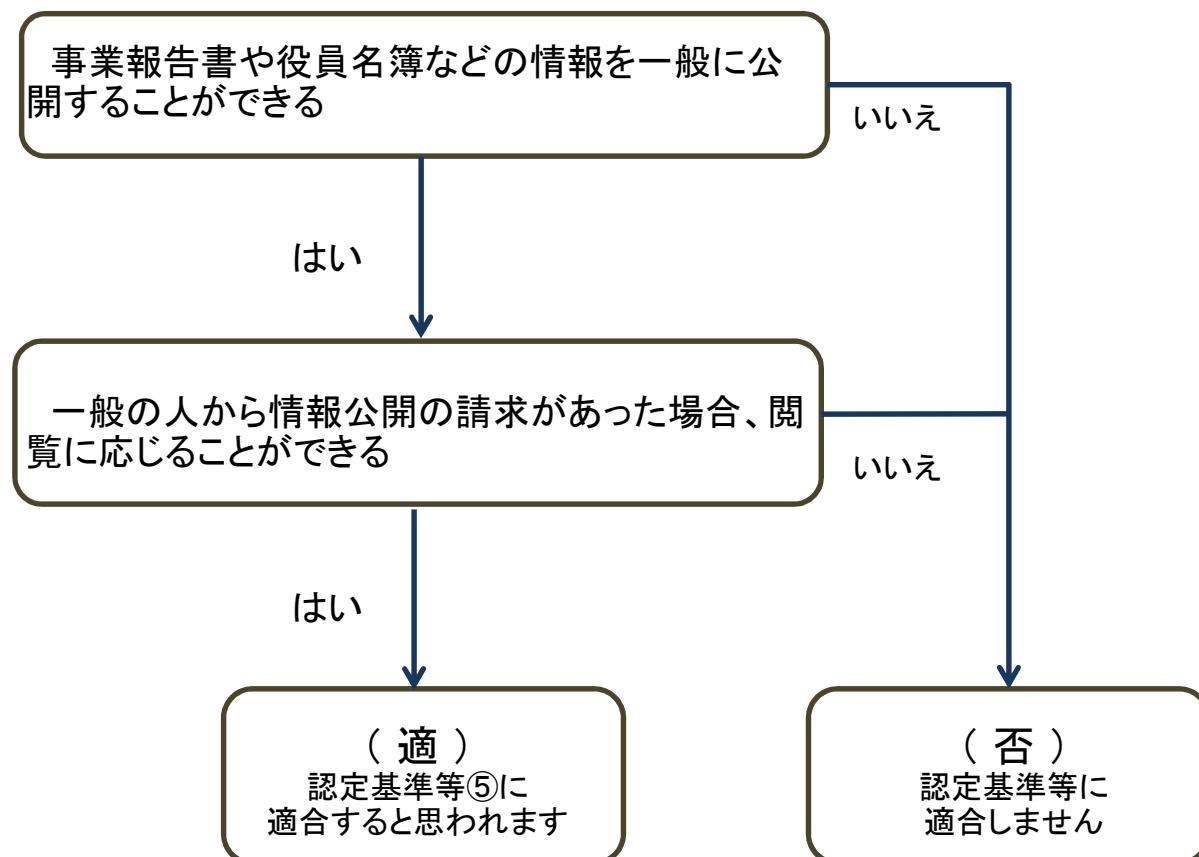 事業報告書や役員名簿などの情報を一般に公
開することができる
いいえ
はい
一般の人から情報公開の請求があった場合、閲
覧に応じることができる
いいえ
はい
（ 適 ）
認定基準等⑤に
適合すると思われます
（ 否 ）
認定基準等に
適合しません